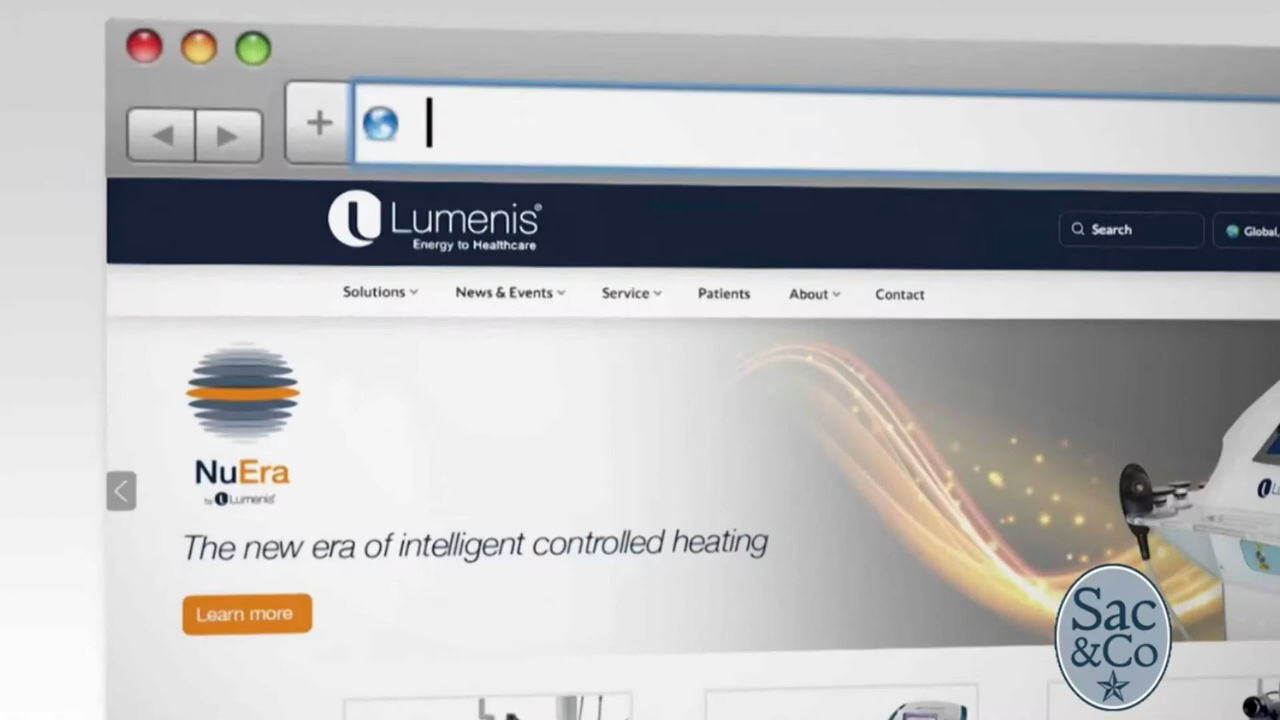 Lumenis®
Energy to Healthcare
Search
Global,
Solutions
News & Events
Service
Patients
About
Contact
NuEra
by Lumenis
The new era of intelligent controlled heating
Learn more
Sac
&Co